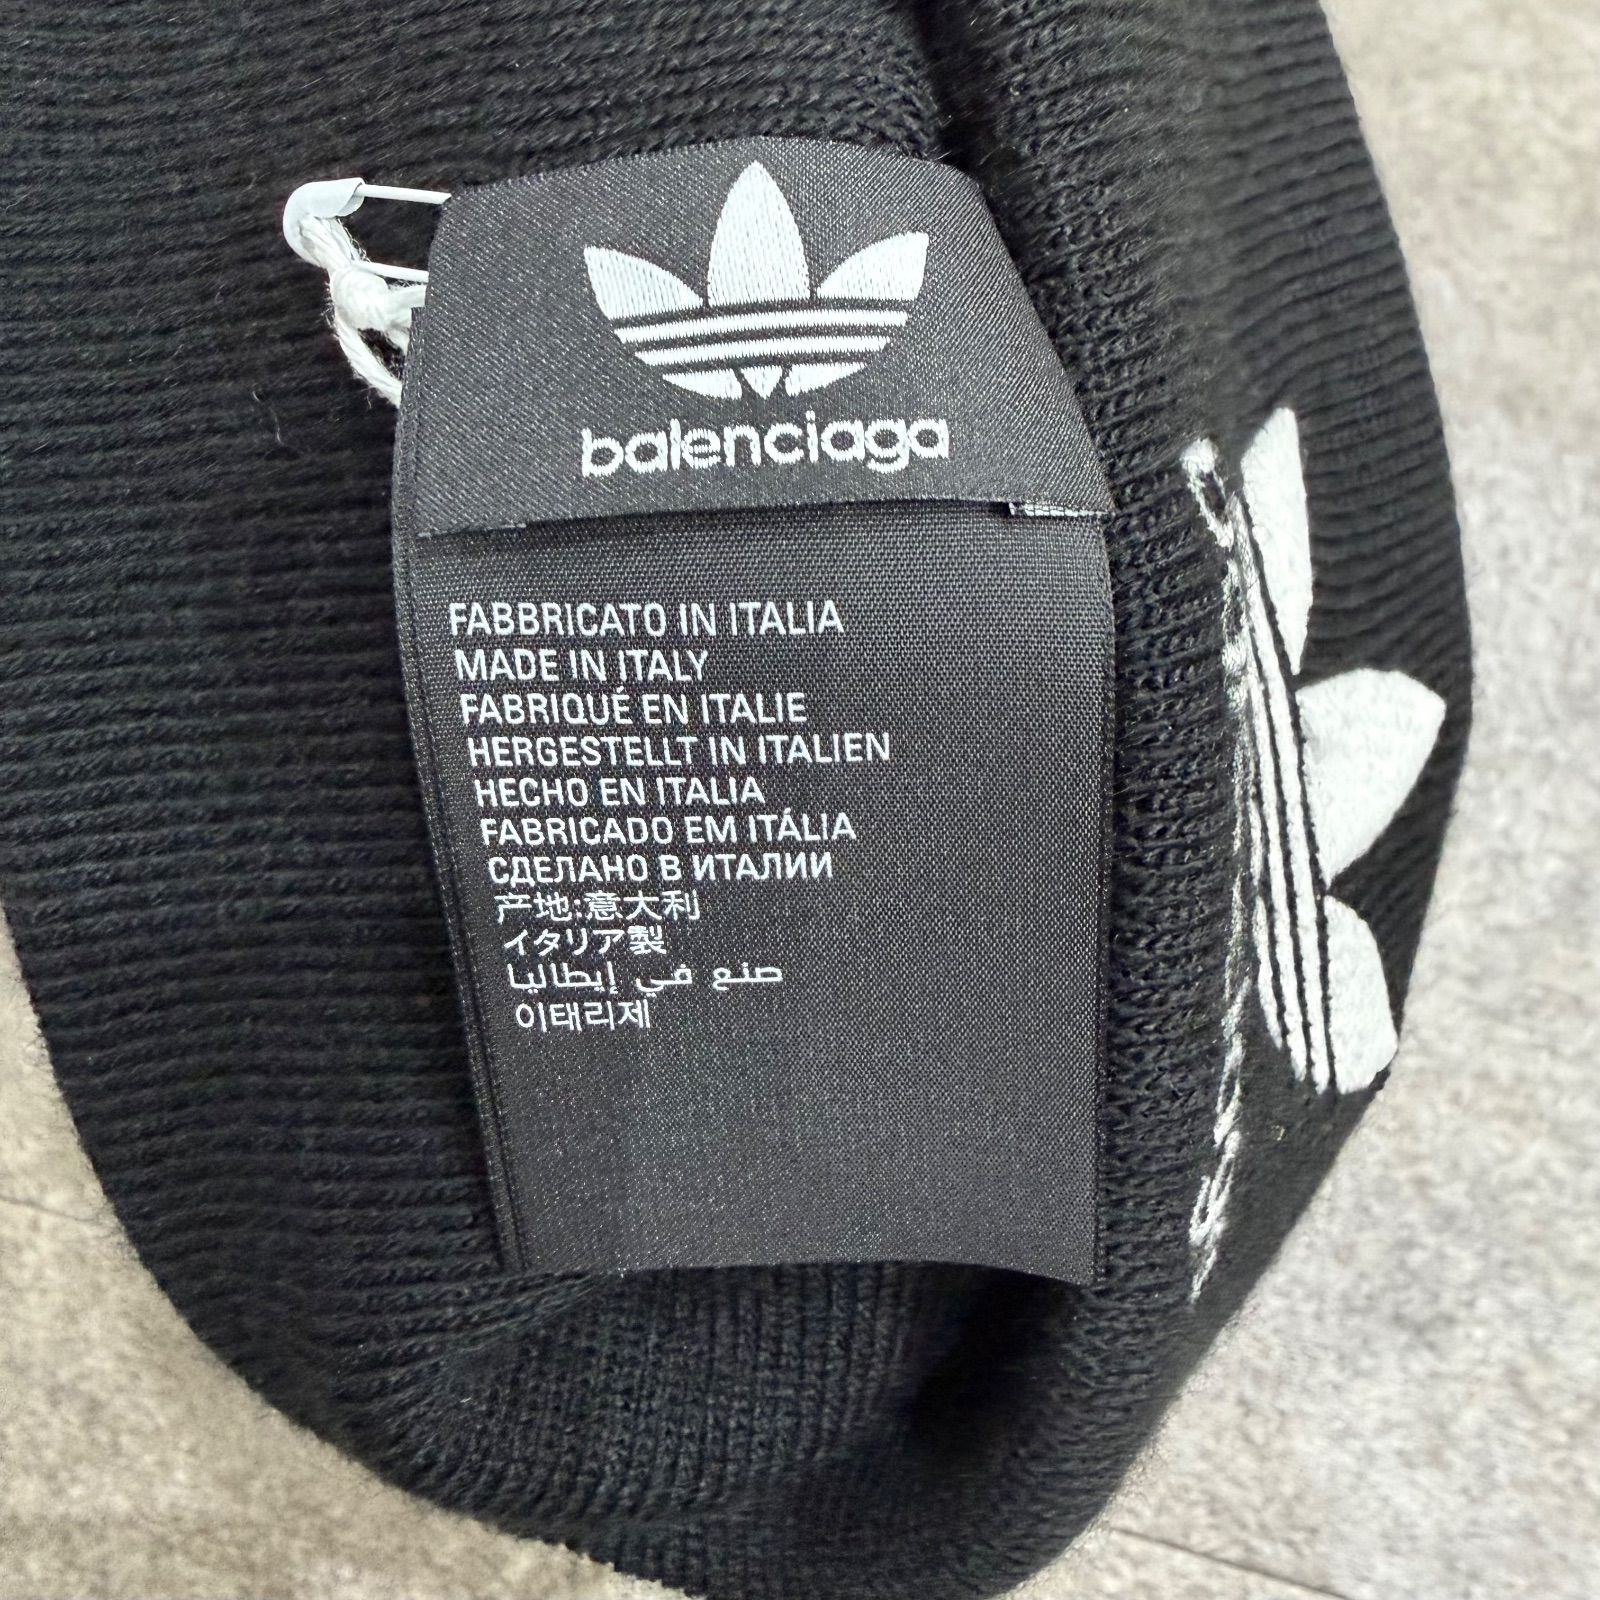 balenciaga
FABBRICATO IN ITALIA
MADE IN ITALY
FABRIQUÉ EN ITALIE
HERGESTELLT IN ITALIEN
HECHO EN ITALIA
FABRICADO EM ITÁLIA
СДЕЛАНО В ИТАЛИИ
产地:意大利
イタリア製
صنع في إيطاليا
이태리제